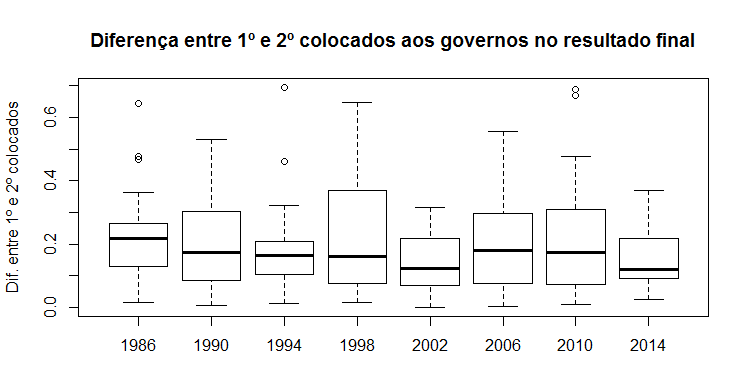 Diferença entre 1º e 2º colocados aos governos no resultado final
Dif. entre 1º e 2º colocados
0.6
0.4
0.2
0.0
1986 1990 1994 1998 2002 2006 2010 2014